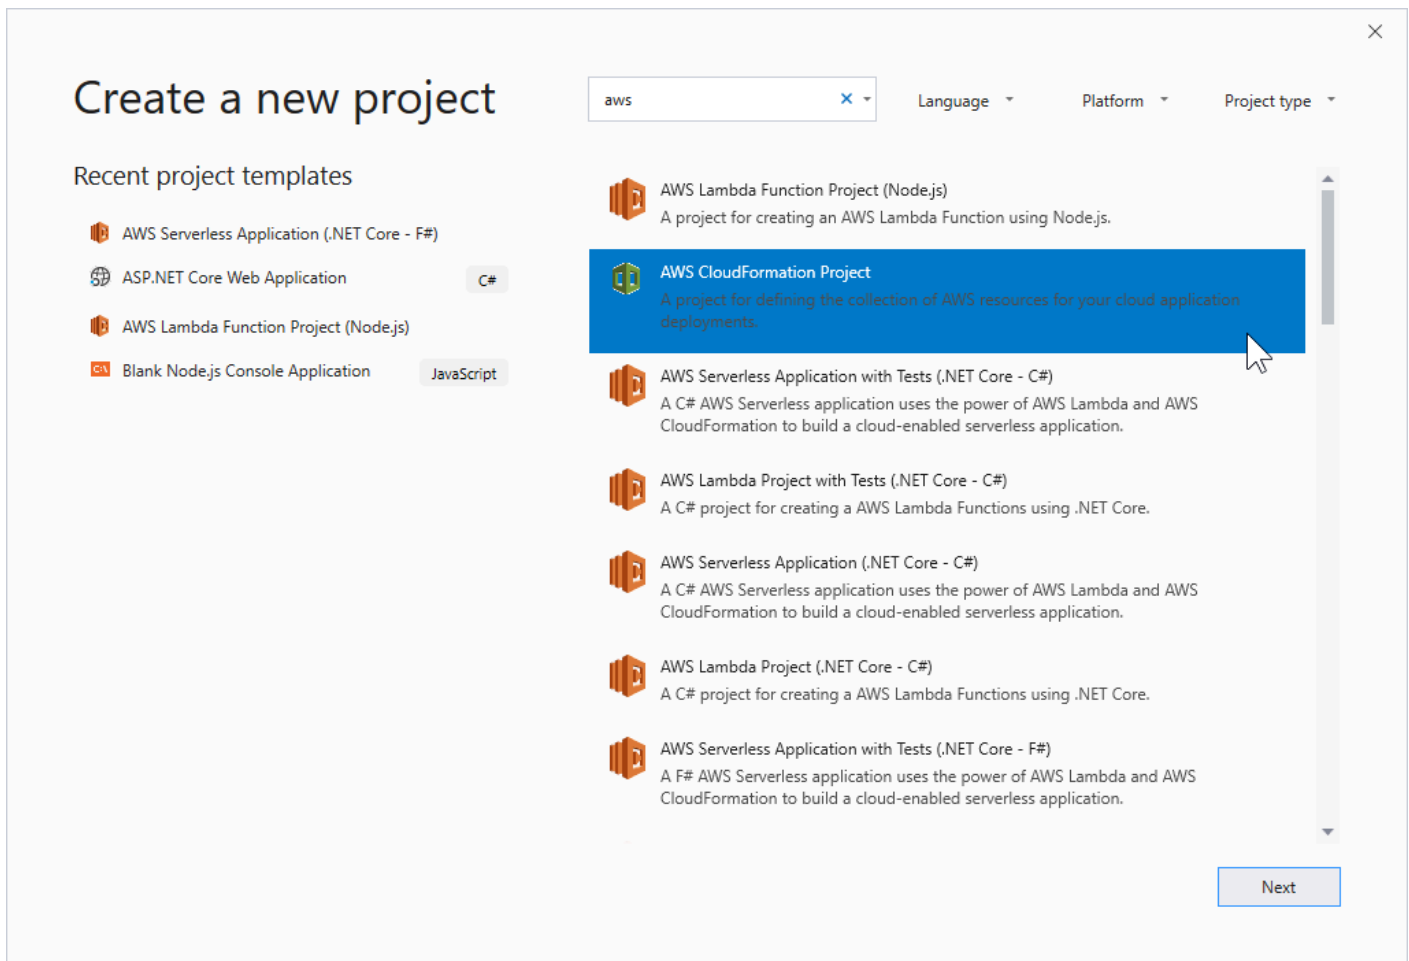 Create a new project
aws
Language
Platform
Project type
Recent project templates
AWS Serverless Application (.NET Core - F#)
ASP.NET Core Web Application
C#
AWS Lambda Function Project (Node.js)
Blank Node.js Console Application
JavaScript
AWS Lambda Function Project (Node.js)
A project for creating an AWS Lambda Function using Node.js.
AWS CloudFormation Project
A project for defining the collection of AWS resources for your cloud application
deployments.
AWS Serverless Application with Tests (.NET Core - C#)
A C# AWS Serverless application uses the power of AWS Lambda and AWS
CloudFormation to build a cloud-enabled serverless application.
AWS Lambda Project with Tests (.NET Core - C#)
A C# project for creating a AWS Lambda Functions using .NET Core.
AWS Serverless Application (.NET Core - C#)
A C# AWS Serverless application uses the power of AWS Lambda and AWS
CloudFormation to build a cloud-enabled serverless application.
AWS Lambda Project (.NET Core - C#)
A C# project for creating a AWS Lambda Functions using .NET Core.
AWS Serverless Application with Tests (.NET Core - F#)
A F# AWS Serverless application uses the power of AWS Lambda and AWS
CloudFormation to build a cloud-enabled serverless application.
Next